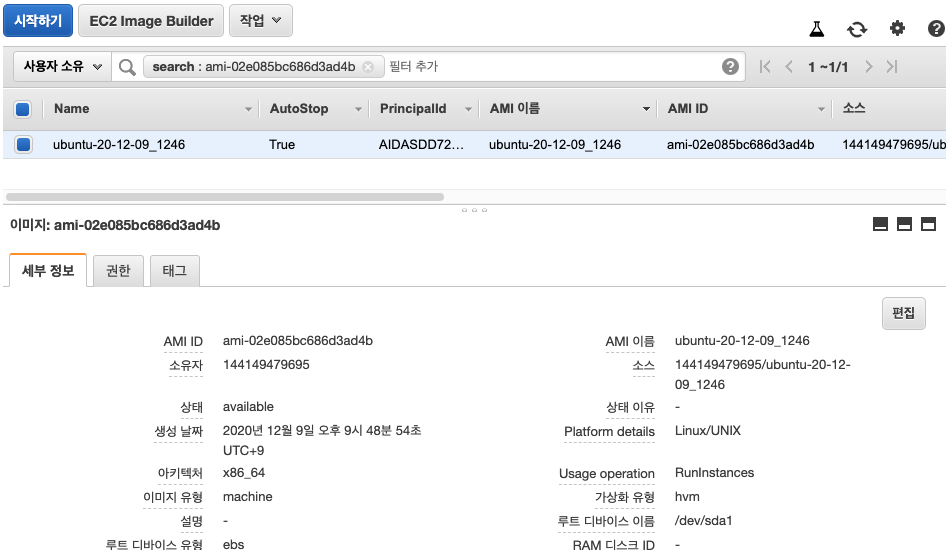 시작하기 EC2 Image Builder 작업
사용자 소유 search : ami-02e085bc686d3ad4b 필터 추가 1 ~1/1
Name AutoStop PrincipalId AMI 이름 AMI ID 소스
ubuntu-20-12-09_1246 True AIDASDD72... ubuntu-20-12-09_1246 ami-02e085bc686d3ad4b 144149479695/ub
이미지: ami-02e085bc686d3ad4b
세부 정보 권한 태그
편집
AMI ID ami-02e085bc686d3ad4b AMI 이름 ubuntu-20-12-09_1246
소유자 144149479695 소스 144149479695/ubuntu-20-12-
09_1246
상태 available 상태 이유 -
생성 날짜 2020년 12월 9일 오후 9시 48분 54초 Platform details Linux/UNIX
UTC+9
아키텍처 x86_64 Usage operation RunInstances
이미지 유형 machine 가상화 유형 hvm
설명 - 루트 디바이스 이름 /dev/sda1
루트 디바이스 유형 ebs RAM 디스크 ID -